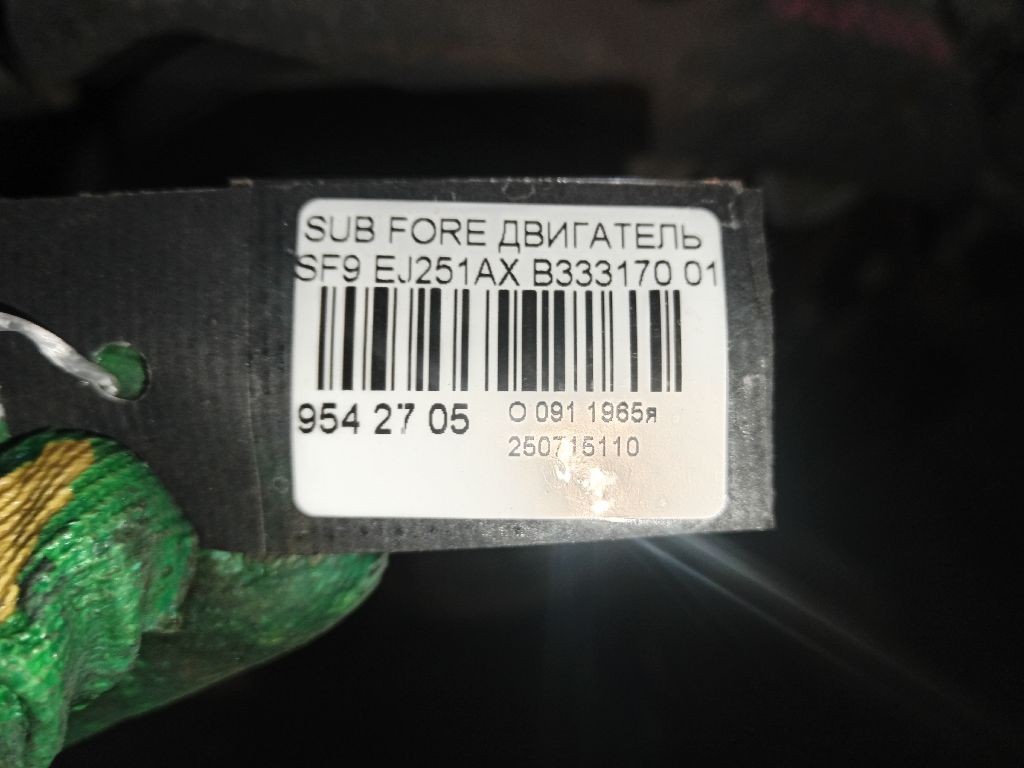 SUB FORE ДВИГАТЕЛЬ
SF9 EJ251AX B333170 01
954 27 05
О 091 1965я
250715110